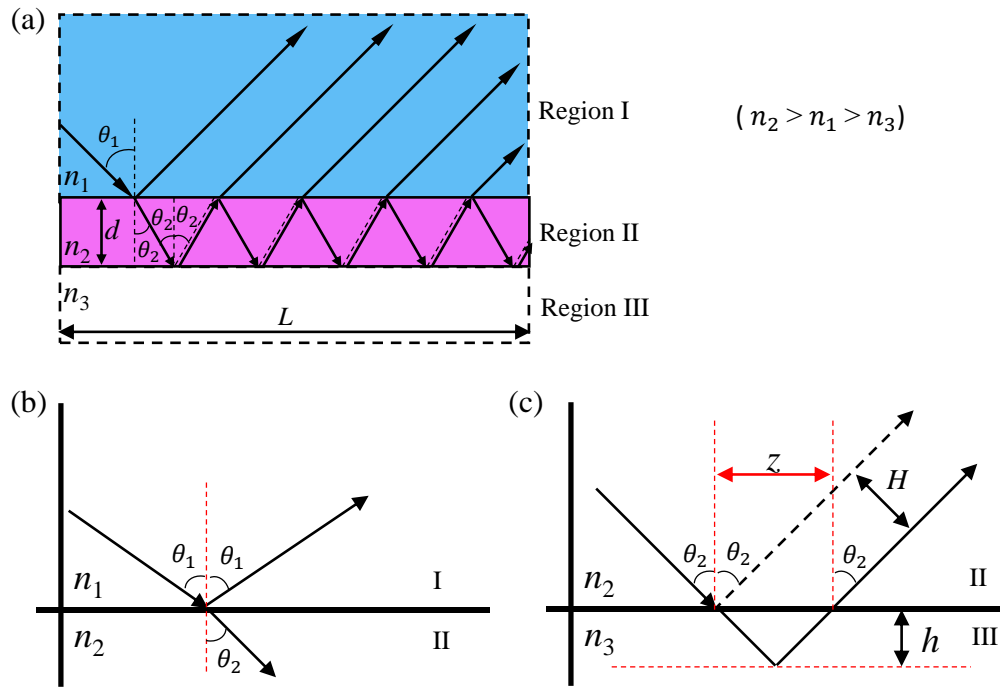 (a)
Region I
( n₂ > n₁ > n₃)
θ₁
n₁
d
θ₂ θ₂
θ₂
n₂
Region II
n₃
L
Region III
(b)
(c)
z
H
θ₁ θ₁
θ₂ θ₂ θ₂
n₁
I
n₂
II
n₂
II
θ₂
n₃
h
III